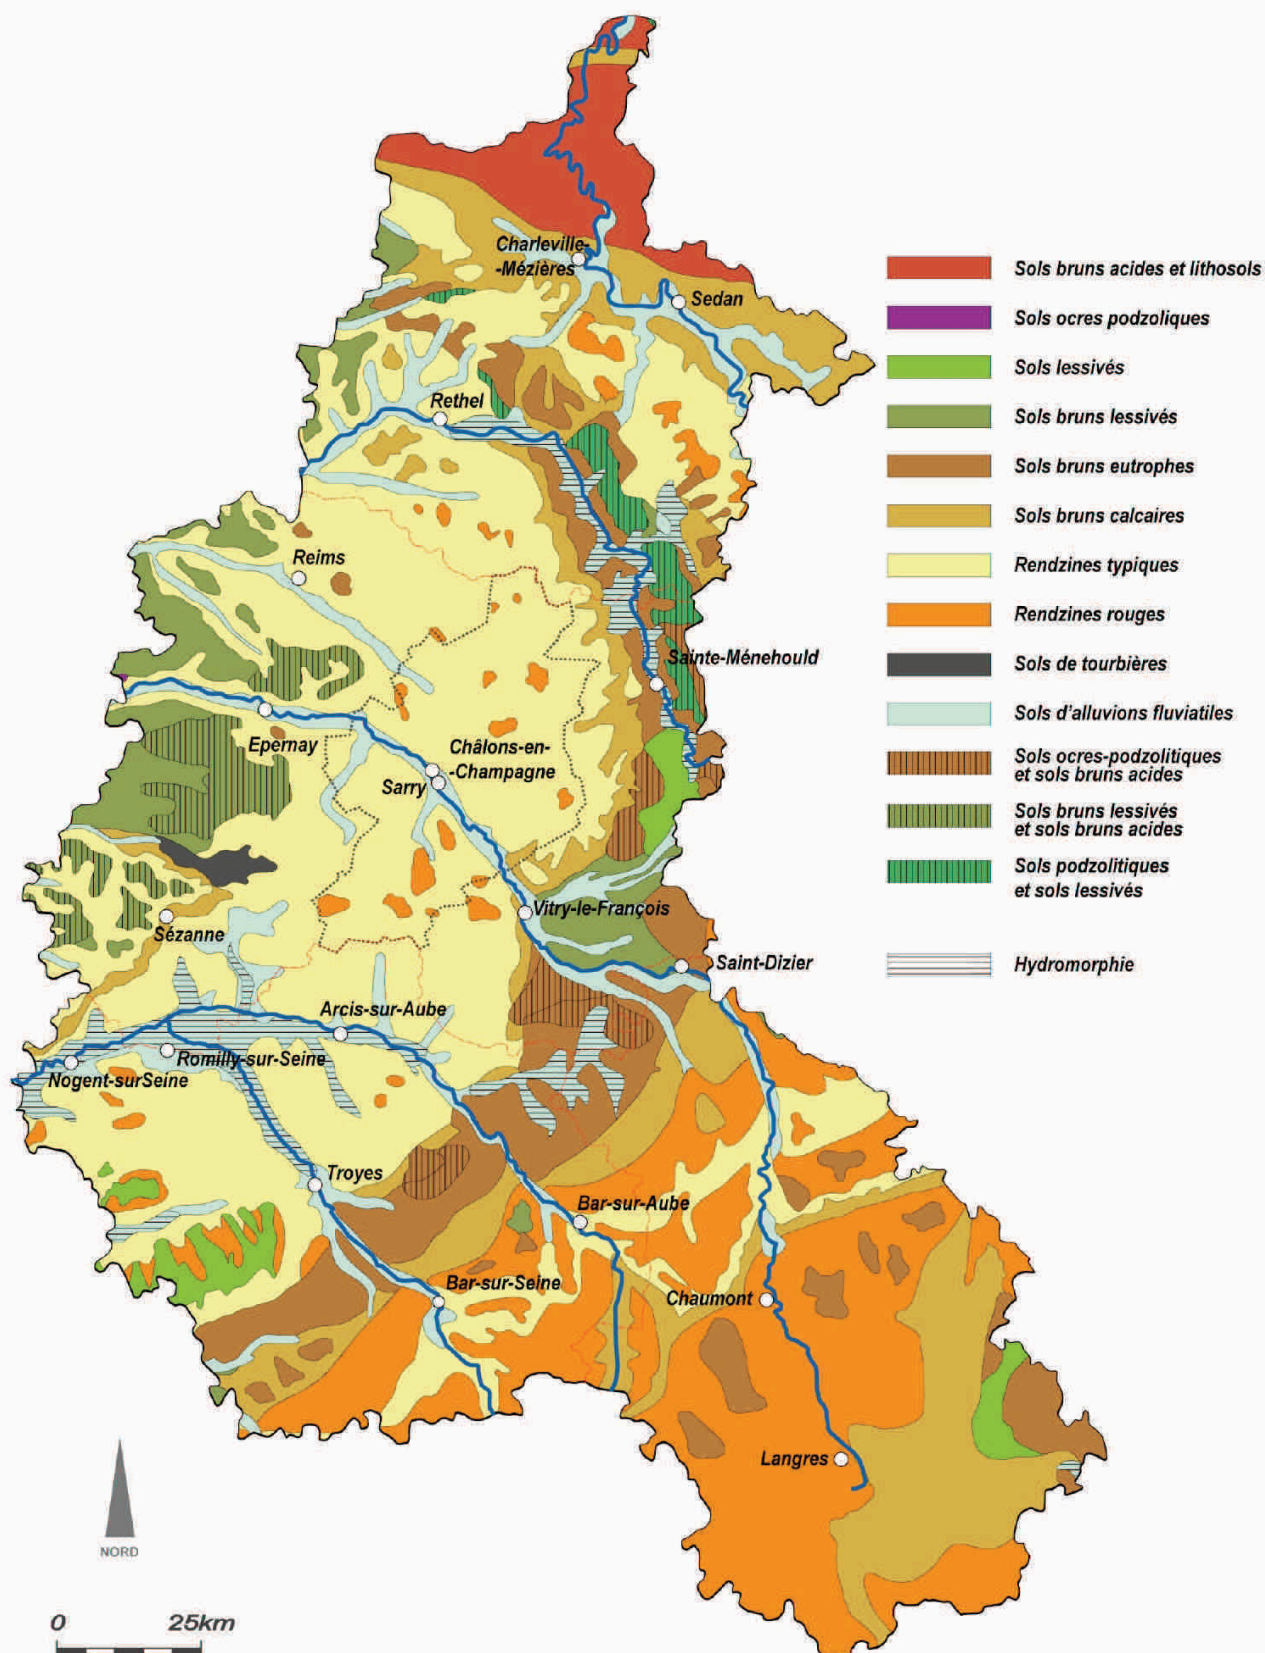 Charleville-
-Mézières
Sedan
Rethel
Reims
Sainte-Ménehould
Epernay
Châlons-en-
-Champagne
Sarry
Vitry-le-François
Sézanne
Saint-Dizier
Arcis-sur-Aube
Romilly-sur-Seine
Nogent-surSeine
Troyes
Bar-sur-Aube
Bar-sur-Seine
Chaumont
Langres
Sols bruns acides et lithosols
Sols ocres podzoliques
Sols lessivés
Sols bruns lessivés
Sols bruns eutrophes
Sols bruns calcaires
Rendzines typiques
Rendzines rouges
Sols de tourbières
Sols d'alluvions fluviatiles
Sols ocres-podzolitiques
et sols bruns acides
Sols bruns lessivés
et sols bruns acides
Sols podzolitiques
et sols lessivés
Hydromorphie
NORD
0 25km